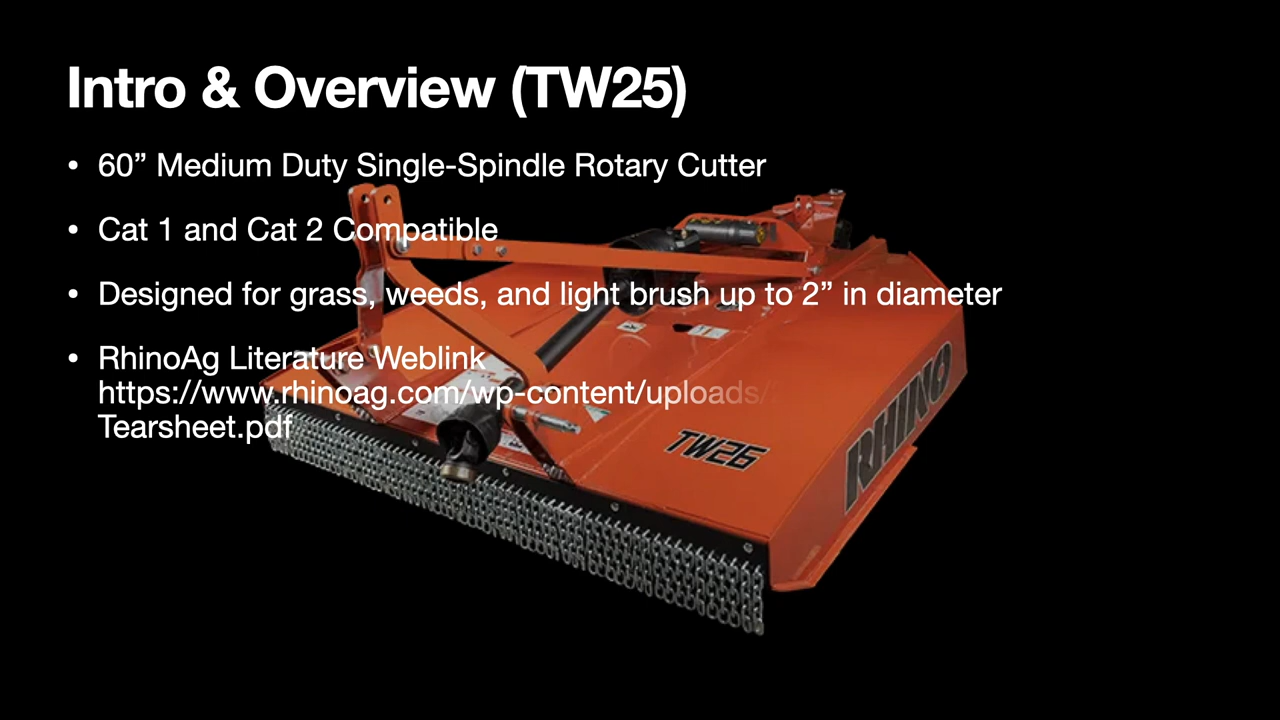 Intro & Overview (TW25)
• 60” Medium Duty Single-Spindle Rotary Cutter
• Cat 1 and Cat 2 Compatible
• Designed for grass, weeds, and light brush up to 2” in diameter
• RhinoAg Literature Weblink
https://www.rhinoag.com/wp-content/uploads/
Tearsheet.pdf
TW26
RHINO